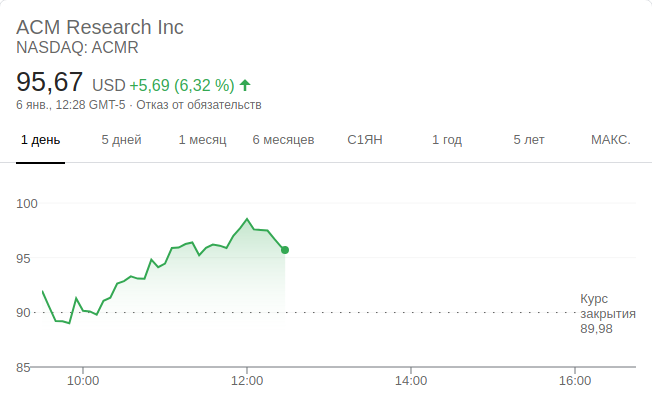 ACM Research Inc
NASDAQ: ACMR
95,67 USD +5,69 (6,32 %)
6 янв., 12:28 GMT-5 · Отказ от обязательств
1 день 5 дней 1 месяц 6 месяцев С1ЯН 1 год 5 лет МАКС.
100
95
90
85
Курс
закрытия
89,98
10:00 12:00 14:00 16:00